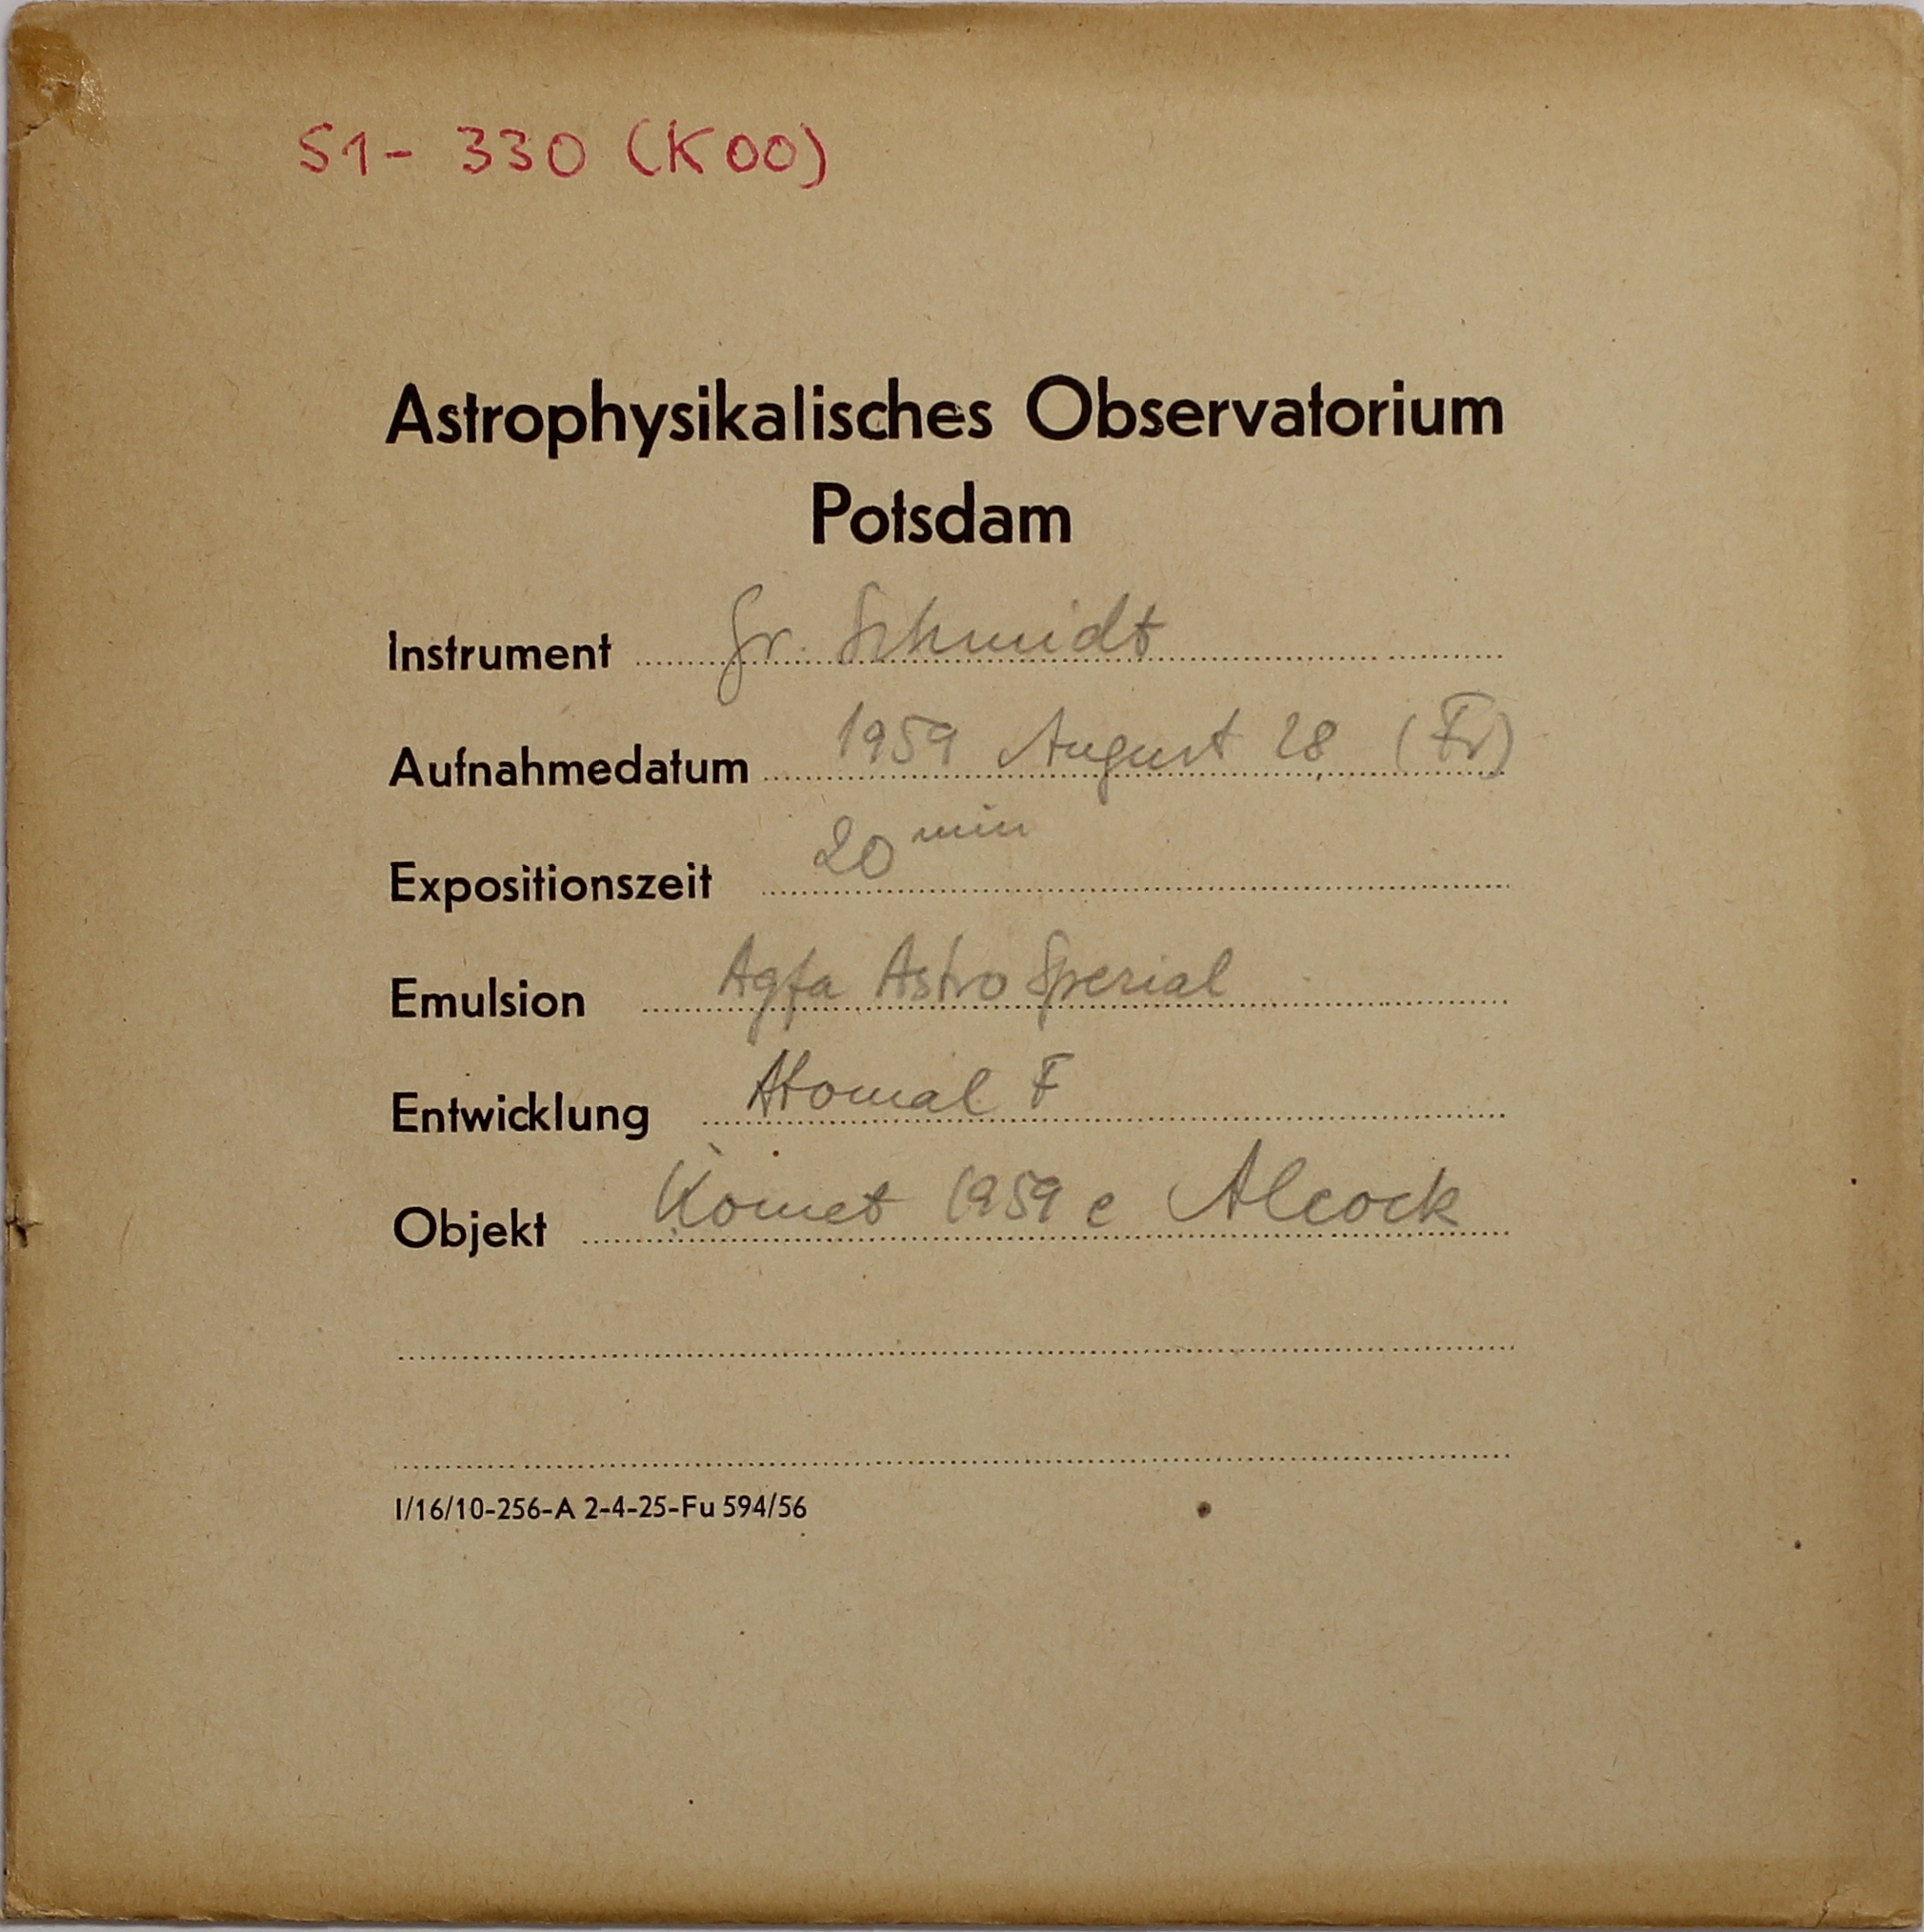 S1- 330 (K00)
Astrophysikalisches Observatorium
Potsdam
Instrument Gr. Schmidt
Aufnahmedatum 1959 August 28 (Fr)
Expositionszeit 20 min
Emulsion Agfa Astro Spezial
Entwicklung Atomal F
Objekt Komet 1959 e Alcock
I/16/10-256-A 2-4-25-Fu 594/56